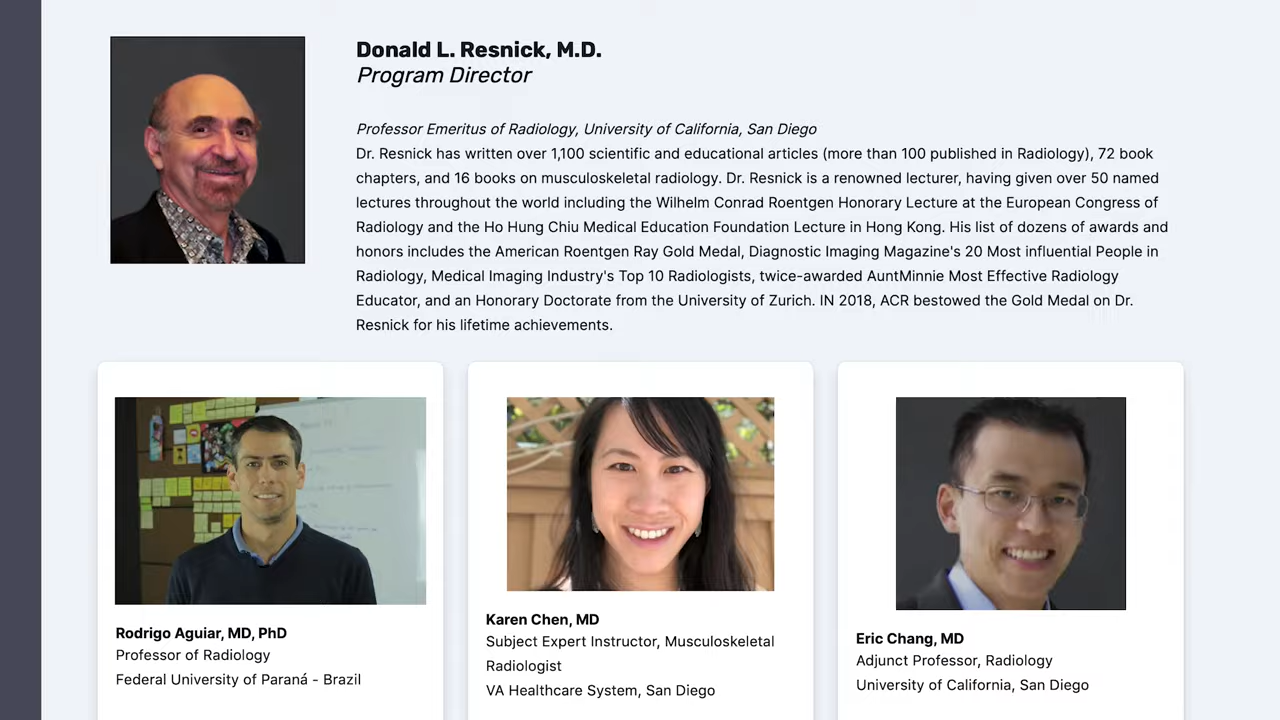 Donald L. Resnick, M.D.
Program Director
Professor Emeritus of Radiology, University of California, San Diego
Dr. Resnick has written over 1,100 scientific and educational articles (more than 100 published in Radiology), 72 book
chapters, and 16 books on musculoskeletal radiology. Dr. Resnick is a renowned lecturer, having given over 50 named
lectures throughout the world including the Wilhelm Conrad Roentgen Honorary Lecture at the European Congress of
Radiology and the Ho Hung Chiu Medical Education Foundation Lecture in Hong Kong. His list of dozens of awards and
honors includes the American Roentgen Ray Gold Medal, Diagnostic Imaging Magazine's 20 Most influential People in
Radiology, Medical Imaging Industry's Top 10 Radiologists, twice-awarded AuntMinnie Most Effective Radiology
Educator, and an Honorary Doctorate from the University of Zurich. IN 2018, ACR bestowed the Gold Medal on Dr.
Resnick for his lifetime achievements.
Rodrigo Aguiar, MD, PhD
Professor of Radiology
Federal University of Paraná - Brazil
Karen Chen, MD
Subject Expert Instructor, Musculoskeletal
Radiologist
VA Healthcare System, San Diego
Eric Chang, MD
Adjunct Professor, Radiology
University of California, San Diego